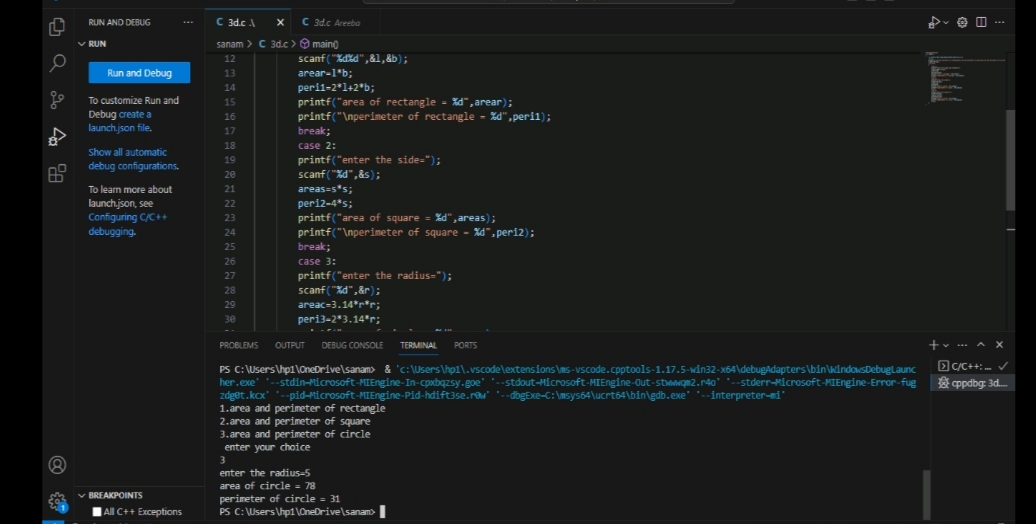 RUN AND DEBUG ...
RUN
Run and Debug
To customize Run and
Debug create a
launch.json file.
Show all automatic
debug configurations.
To learn more about
launch.json, see
Configuring C/C++
debugging.
BREAKPOINTS
All C++ Exceptions
1
C 3d.c .\ X C 3d.c Areeba
sanam > C 3d.c > main()
12 scanf("%d%d",&l,&b);
13 arear=l*b;
14 peri1=2*l+2*b;
15 printf("area of rectangle = %d",arear);
16 printf("\nperimeter of rectangle = %d",peri1);
17 break;
18 case 2:
19 printf("enter the side=");
20 scanf("%d",&s);
21 areas=s*s;
22 peri2=4*s;
23 printf("area of square = %d",areas);
24 printf("\nperimeter of square = %d",peri2);
25 break;
26 case 3:
27 printf("enter the radius=");
28 scanf("%d",&r);
29 areac=3.14*r*r;
30 peri3=2*3.14*r;
PROBLEMS OUTPUT DEBUG CONSOLE TERMINAL PORTS
PS C:\Users\hp1\OneDrive\sanam> & 'c:\Users\hp1\.vscode\extensions\ms-vscode.cpptools-1.17.5-win32-x64\debugAdapters\bin\WindowsDebugLaunc
her.exe' '--stdin=Microsoft-MIEngine-In-cpxbqzsy.goe' '--stdout=Microsoft-MIEngine-Out-stwwwqm2.r4o' '--stderr=Microsoft-MIEngine-Error-fug
zdg0t.kcx' '--pid=Microsoft-MIEngine-Pid-hdift3se.r0w' '--dbgExe=C:\msys64\ucrt64\bin\gdb.exe' '--interpreter=mi'
1.area and perimeter of rectangle
2.area and perimeter of square
3.area and perimeter of circle
enter your choice
3
enter the radius=5
area of circle = 78
perimeter of circle = 31
PS C:\Users\hp1\OneDrive\sanam>
C/C++: ...
cppdbg: 3d....